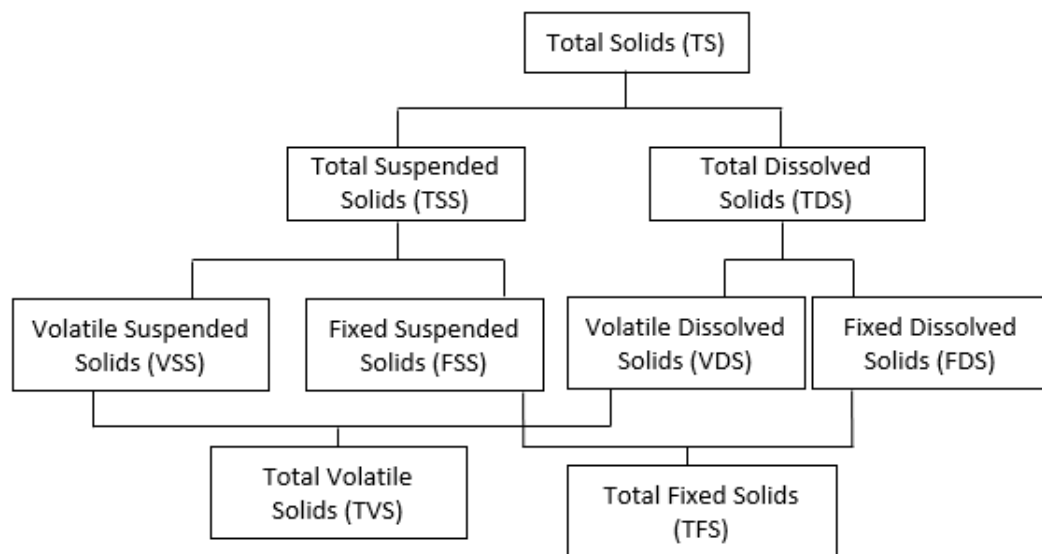 Total Solids (TS)
Total Suspended
Solids (TSS)
Total Dissolved
Solids (TDS)
Volatile Suspended
Solids (VSS)
Fixed Suspended
Solids (FSS)
Volatile Dissolved
Solids (VDS)
Fixed Dissolved
Solids (FDS)
Total Volatile
Solids (TVS)
Total Fixed Solids
(TFS)